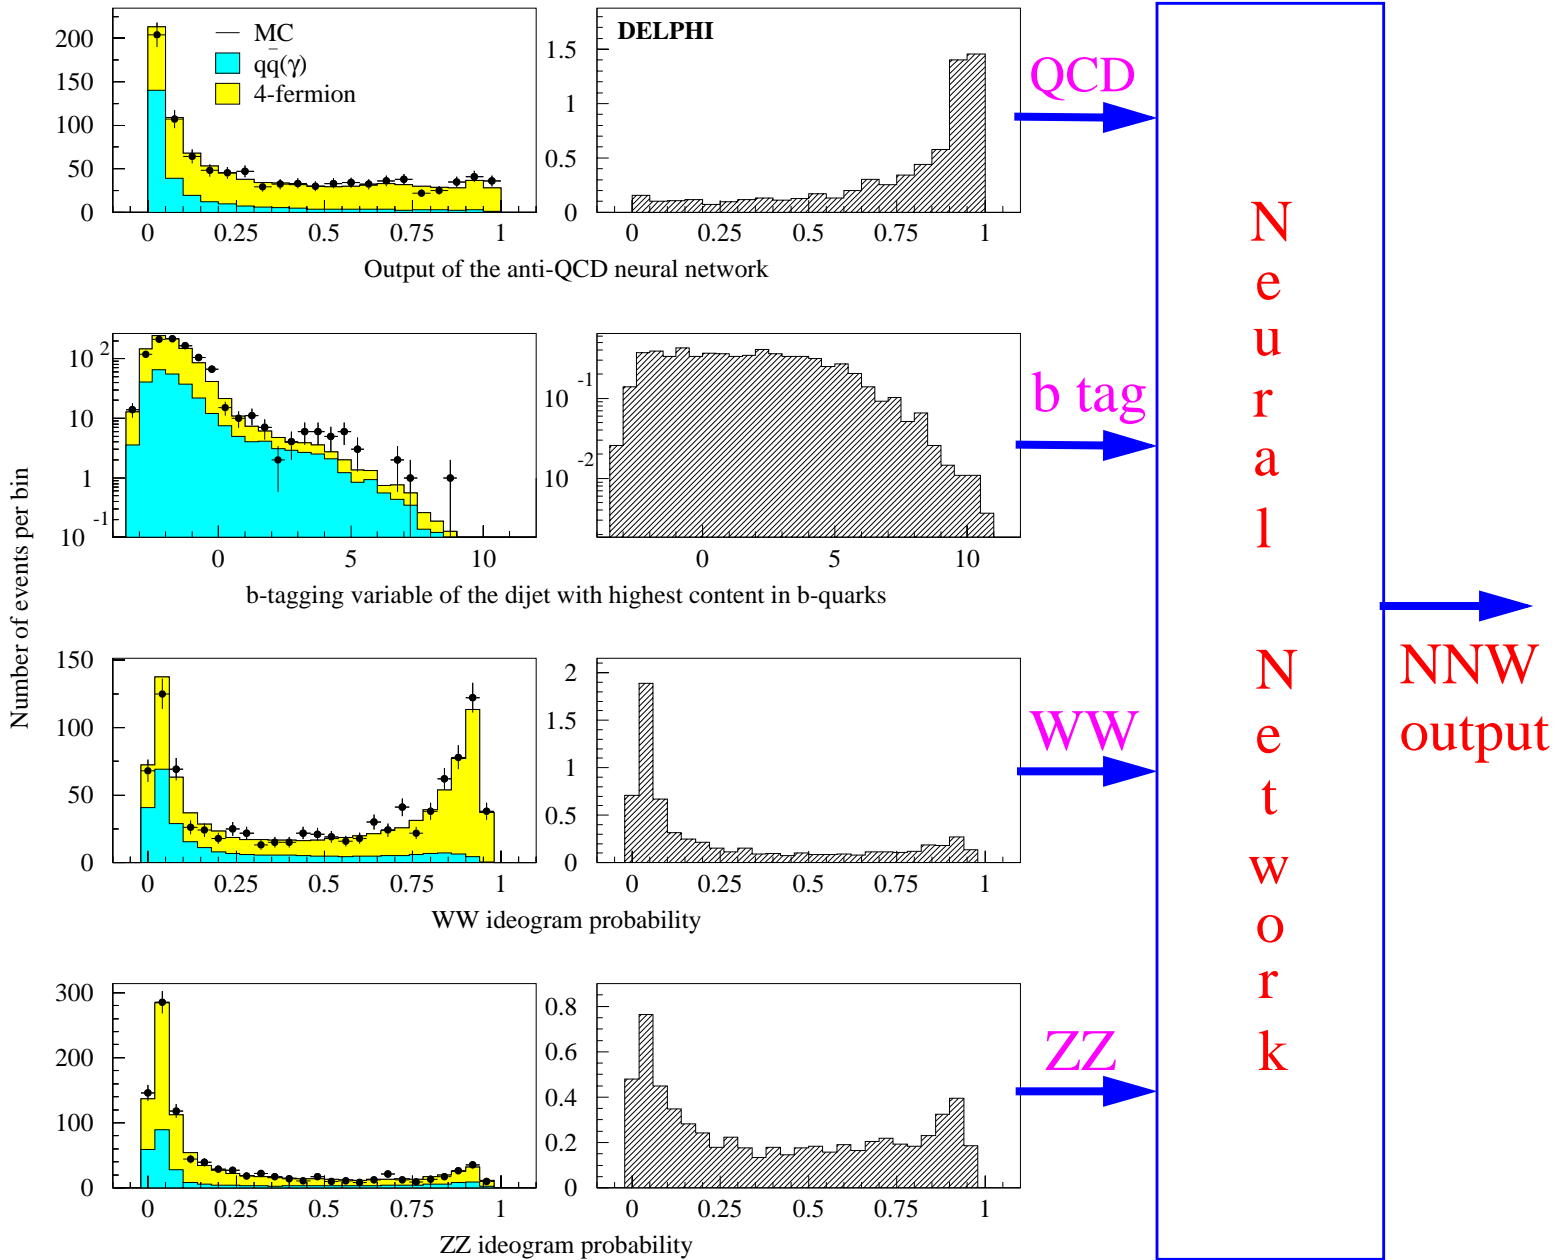 Number of events per bin
200
150
100
50
0
MC
qq̄(γ)
4-fermion
0 0.25 0.5 0.75 1
DELPHI
1.5
1
0.5
0
0 0.25 0.5 0.75 1
Output of the anti-QCD neural network
QCD
10 2
10
1
10 -1
0 5 10
10 -1
10 -2
0 5 10
b-tagging variable of the dijet with highest content in b-quarks
b tag
150
100
50
0
0 0.25 0.5 0.75 1
2
1.5
1
0.5
0
0 0.25 0.5 0.75 1
WW ideogram probability
WW
300
200
100
0
0 0.25 0.5 0.75 1
0.8
0.6
0.4
0.2
0
0 0.25 0.5 0.75 1
ZZ ideogram probability
ZZ
Neural
Network
NNW
output